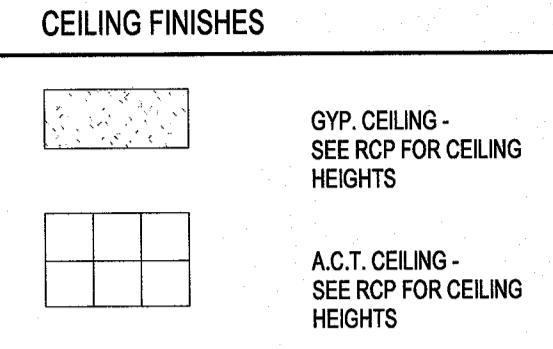 CEILING FINISHES
GYP. CEILING -
SEE RCP FOR CEILING
HEIGHTS
A.C.T. CEILING -
SEE RCP FOR CEILING
HEIGHTS